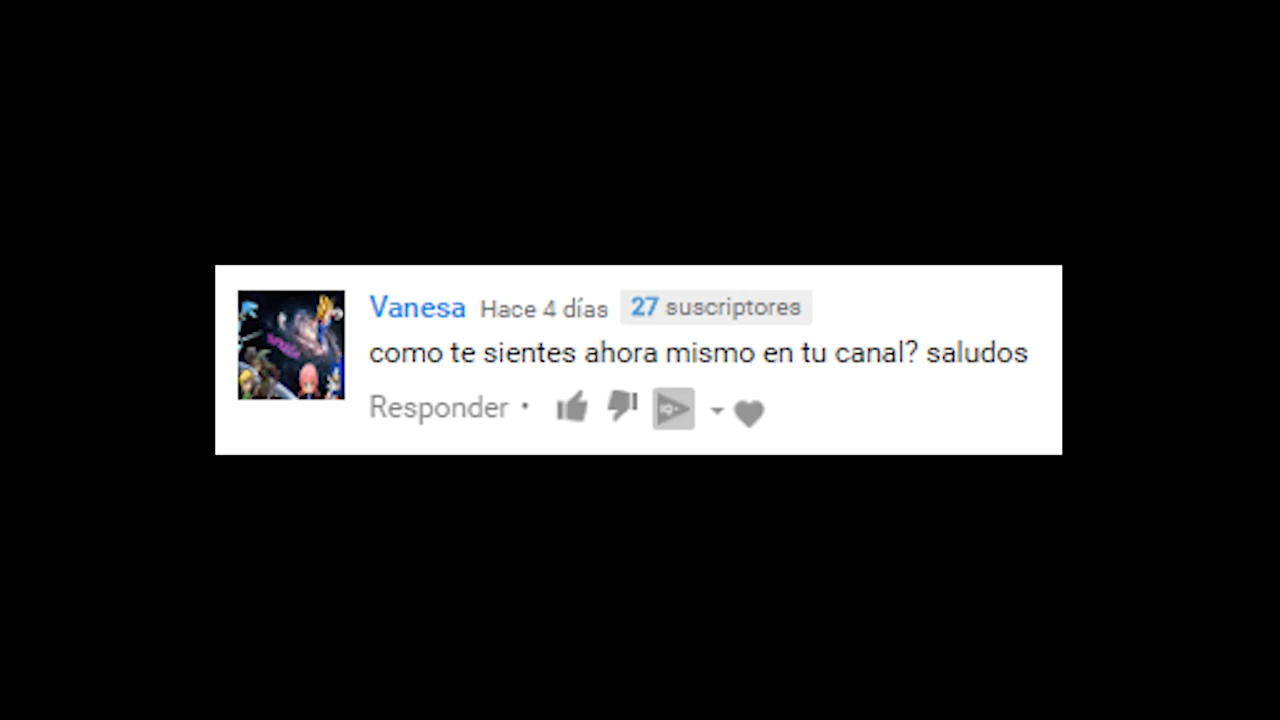 Vanesa Hace 4 días 27 suscriptores
como te sientes ahora mismo en tu canal? saludos
Responder •